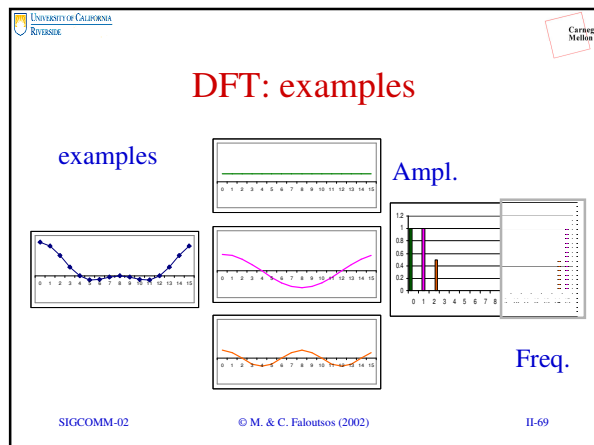 UNIVERSITY OF CALIFORNIA
RIVERSIDE
Carneg
Mellon
DFT: examples
examples
Ampl.
0 1 2 3 4 5 6 7 8 9 10 11 12 13 14 15
0 1 2 3 4 5 6 7 8 9 10 11 12 13 14 15
0 1 2 3 4 5 6 7 8 9 10 11 12 13 14 15
0 1 2 3 4 5 6 7 8 9 10 11 12 13 14 15
1.2
1
0.8
0.6
0.4
0.2
0
0 1 2 3 4 5 6 7 8
Freq.
SIGCOMM-02
© M. & C. Faloutsos (2002)
II-69